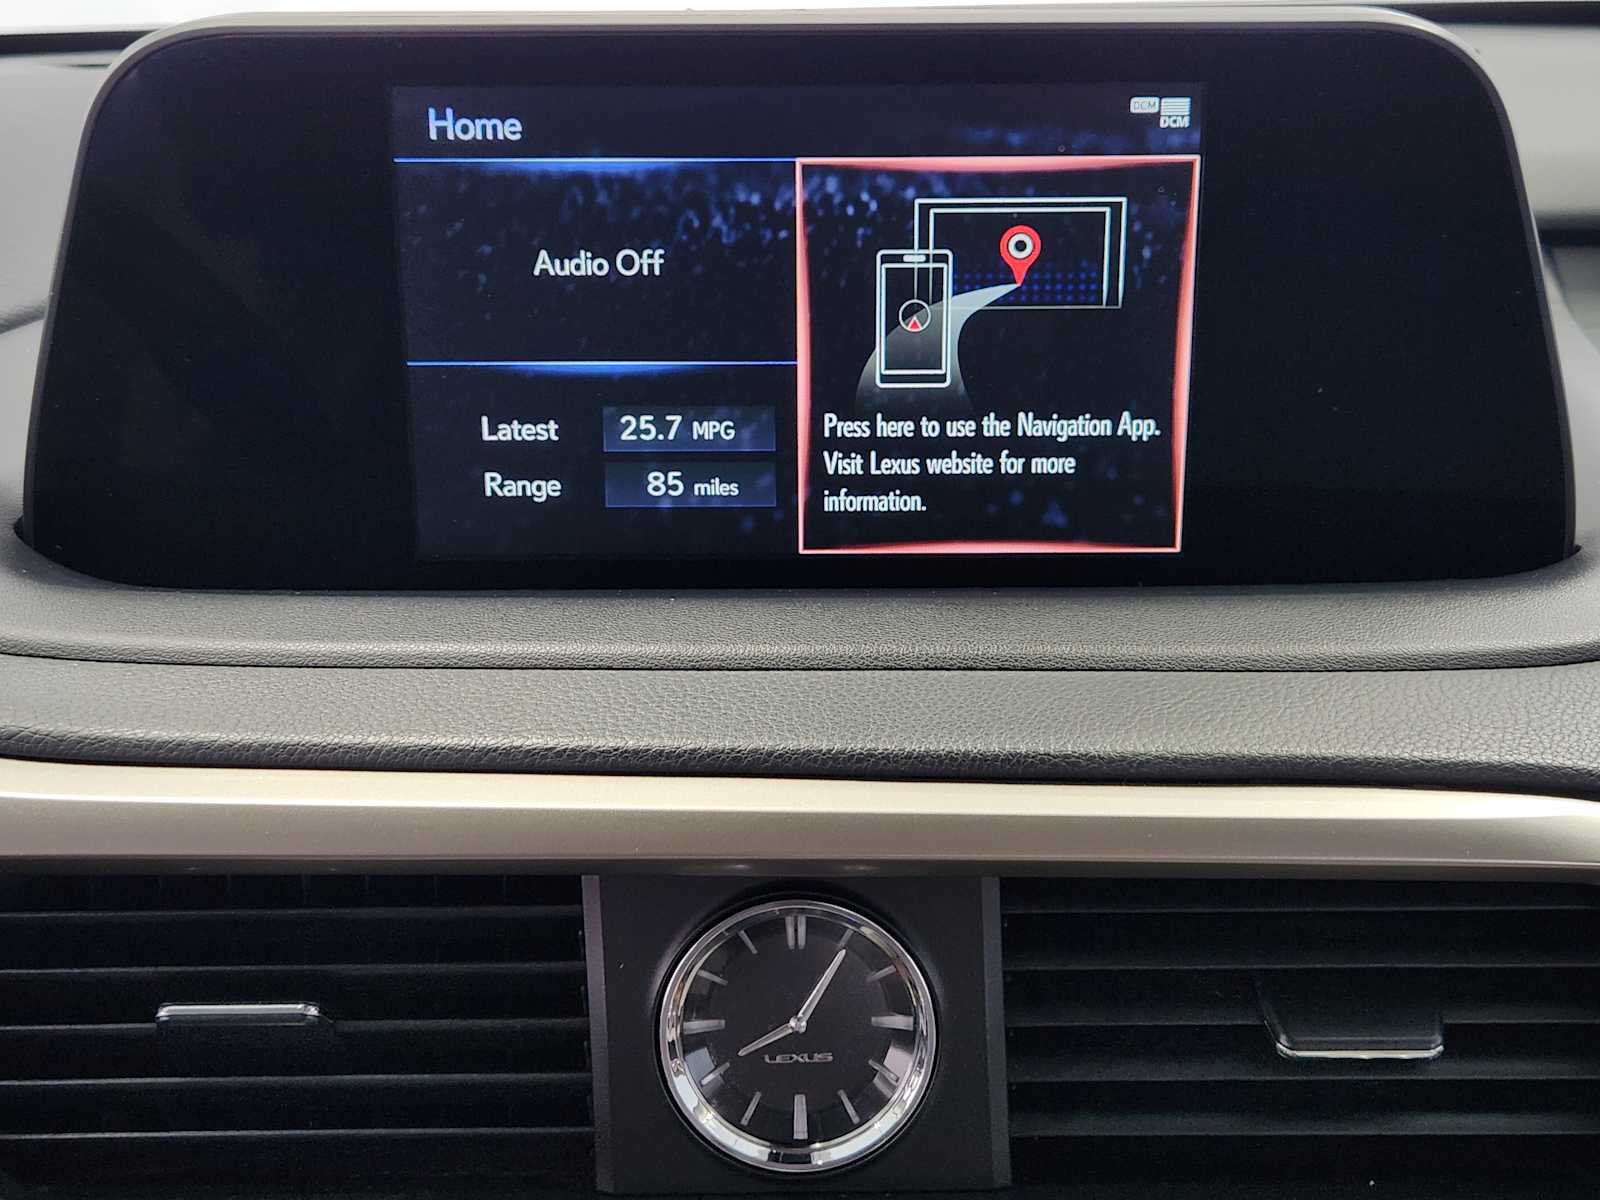 Home
DCM
DCM
Audio Off
Latest 25.7 MPG
Range 85 miles
Press here to use the Navigation App.
Visit Lexus website for more
information.
LEXUS